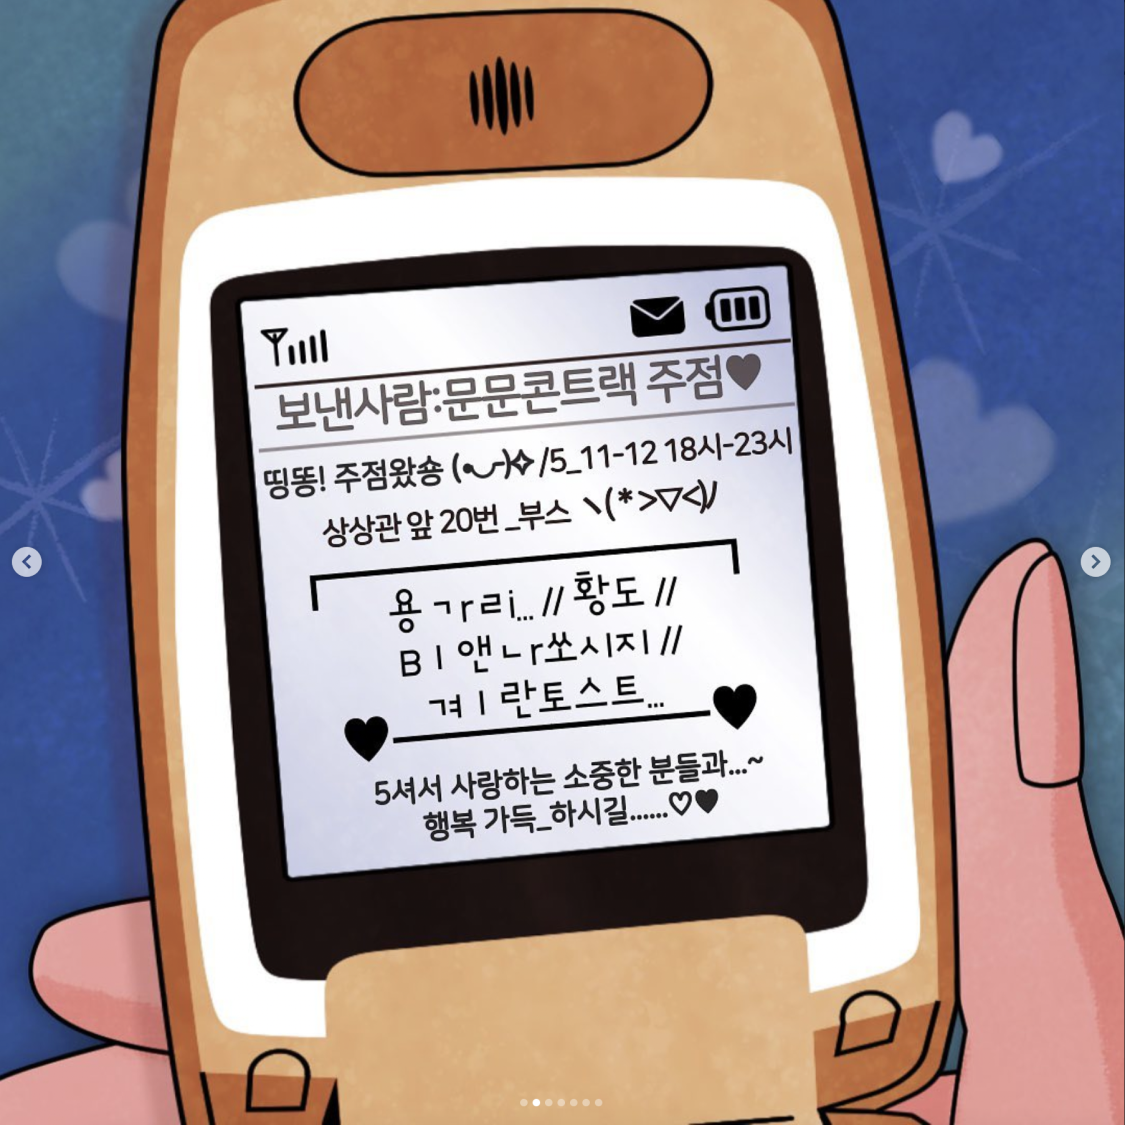 보낸사람:문문콘트랙 주점♥
띵똥! 주점왔숑 (•◡-)✧ /5_11-12 18시-23시
상상관 앞 20번 _부스 ヽ(*>▽<)ﾉ
용ㄱrㄹi...//황도//
Bㅣ앤ㄴr쏘시지//
ㄱㅕㅣ란토스트...
5셔서 사랑하는 소중한 분들과...~
행복 가득_하시길......♡♥